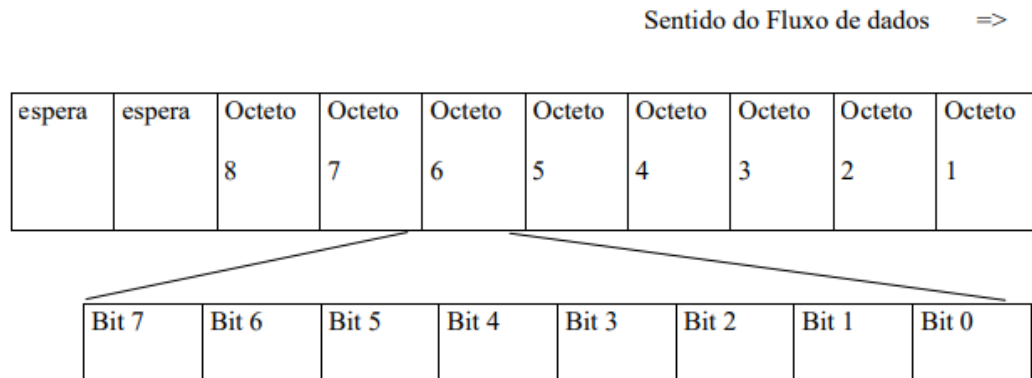 Sentido do Fluxo de dados =>
espera espera Octeto Octeto Octeto Octeto Octeto Octeto Octeto Octeto
8 7 6 5 4 3 2 1
Bit 7 Bit 6 Bit 5 Bit 4 Bit 3 Bit 2 Bit 1 Bit 0